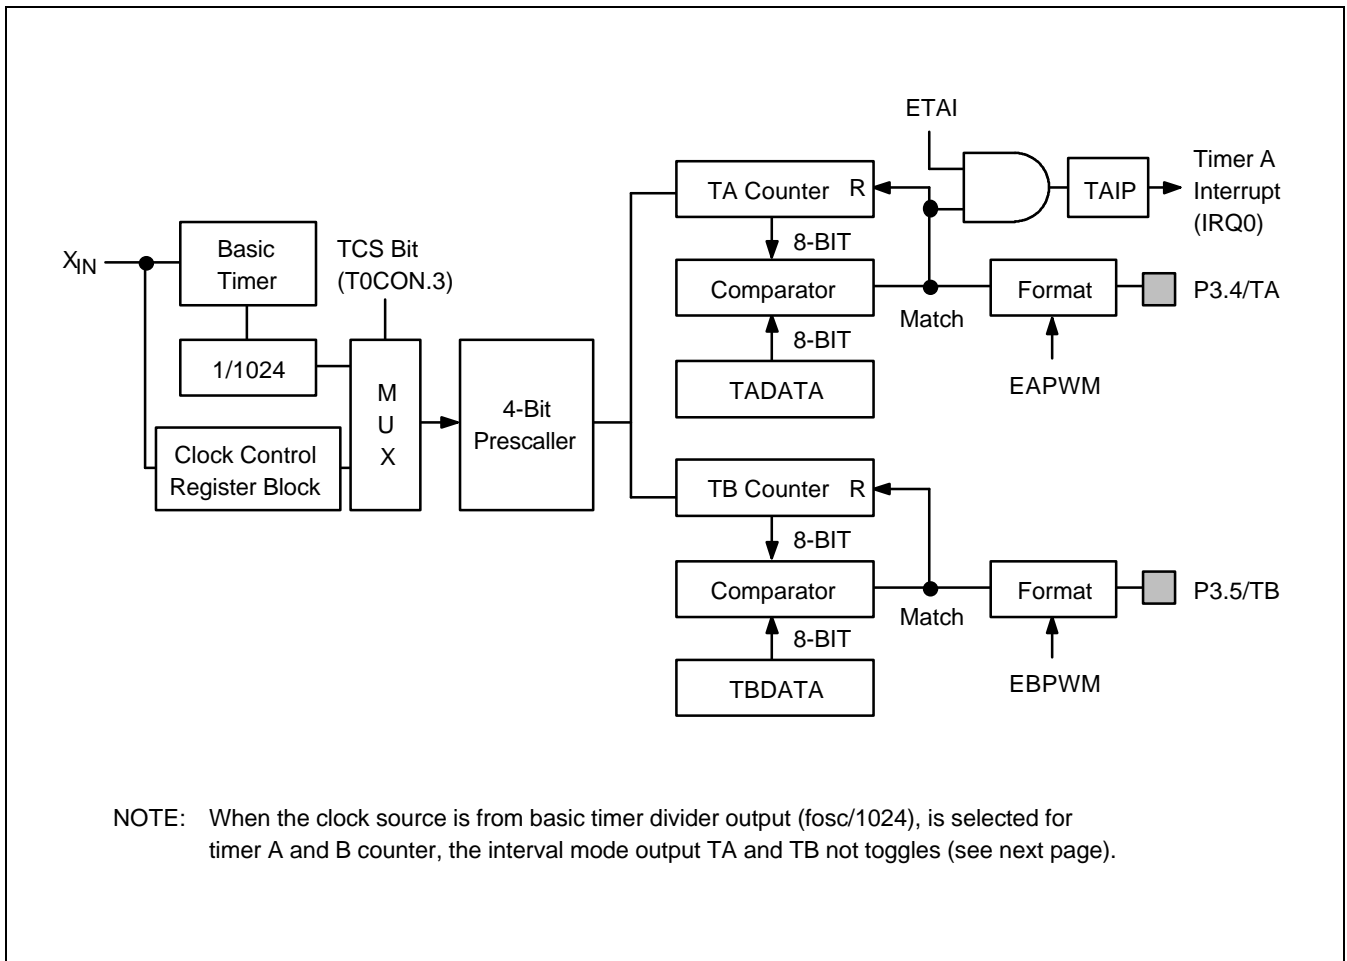 ETAI
TA Counter R
TAIP
Timer A
Interrupt
(IRQ0)
8-BIT
XIN
Basic
Timer
TCS Bit
(T0CON.3)
Comparator
Format
P3.4/TA
Match
8-BIT
1/1024
TADATA
EAPWM
M
U
X
4-Bit
Prescaller
Clock Control
Register Block
TB Counter R
8-BIT
Comparator
Format
P3.5/TB
Match
8-BIT
TBDATA
EBPWM
NOTE: When the clock source is from basic timer divider output (fosc/1024), is selected for
timer A and B counter, the interval mode output TA and TB not toggles (see next page).